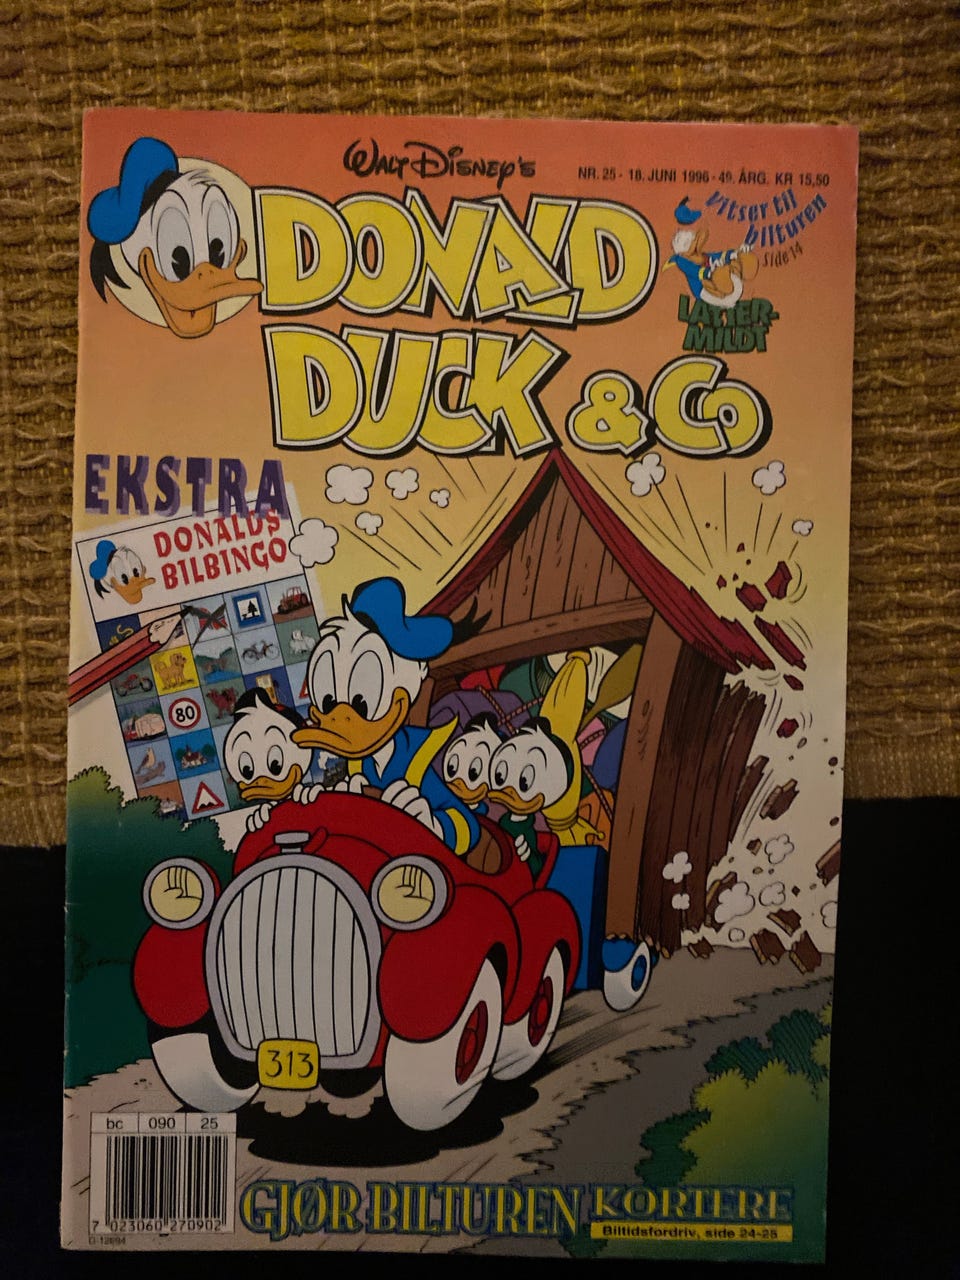 WALT DISNEY'S
NR. 25 - 18. JUNI 1996 - 49. ÅRG. KR 15,50
DONALD
DUCK & CO
Vitser til
bilturen
side 14
LATTER-
MILDT
EKSTRA
DONALDS
BILBINGO
80
313
bc 090 25
7 023060 270902
GJØR BILTUREN KORTERE
Biltidsfordriv, side 24-25